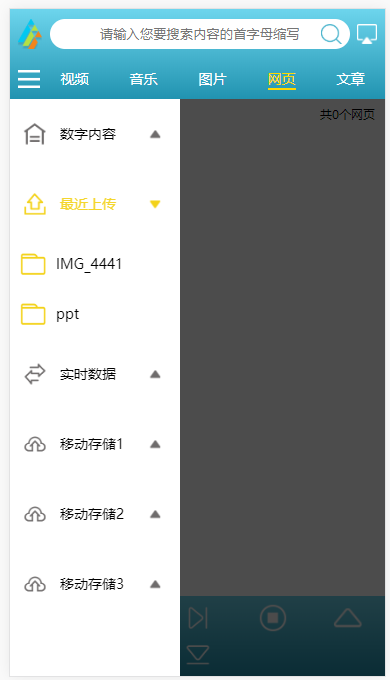 请输入您要搜索内容的首字母缩写
视频 音乐 图片 网页 文章
共0个网页
数字内容
最近上传
IMG_4441
ppt
实时数据
移动存储1
移动存储2
移动存储3